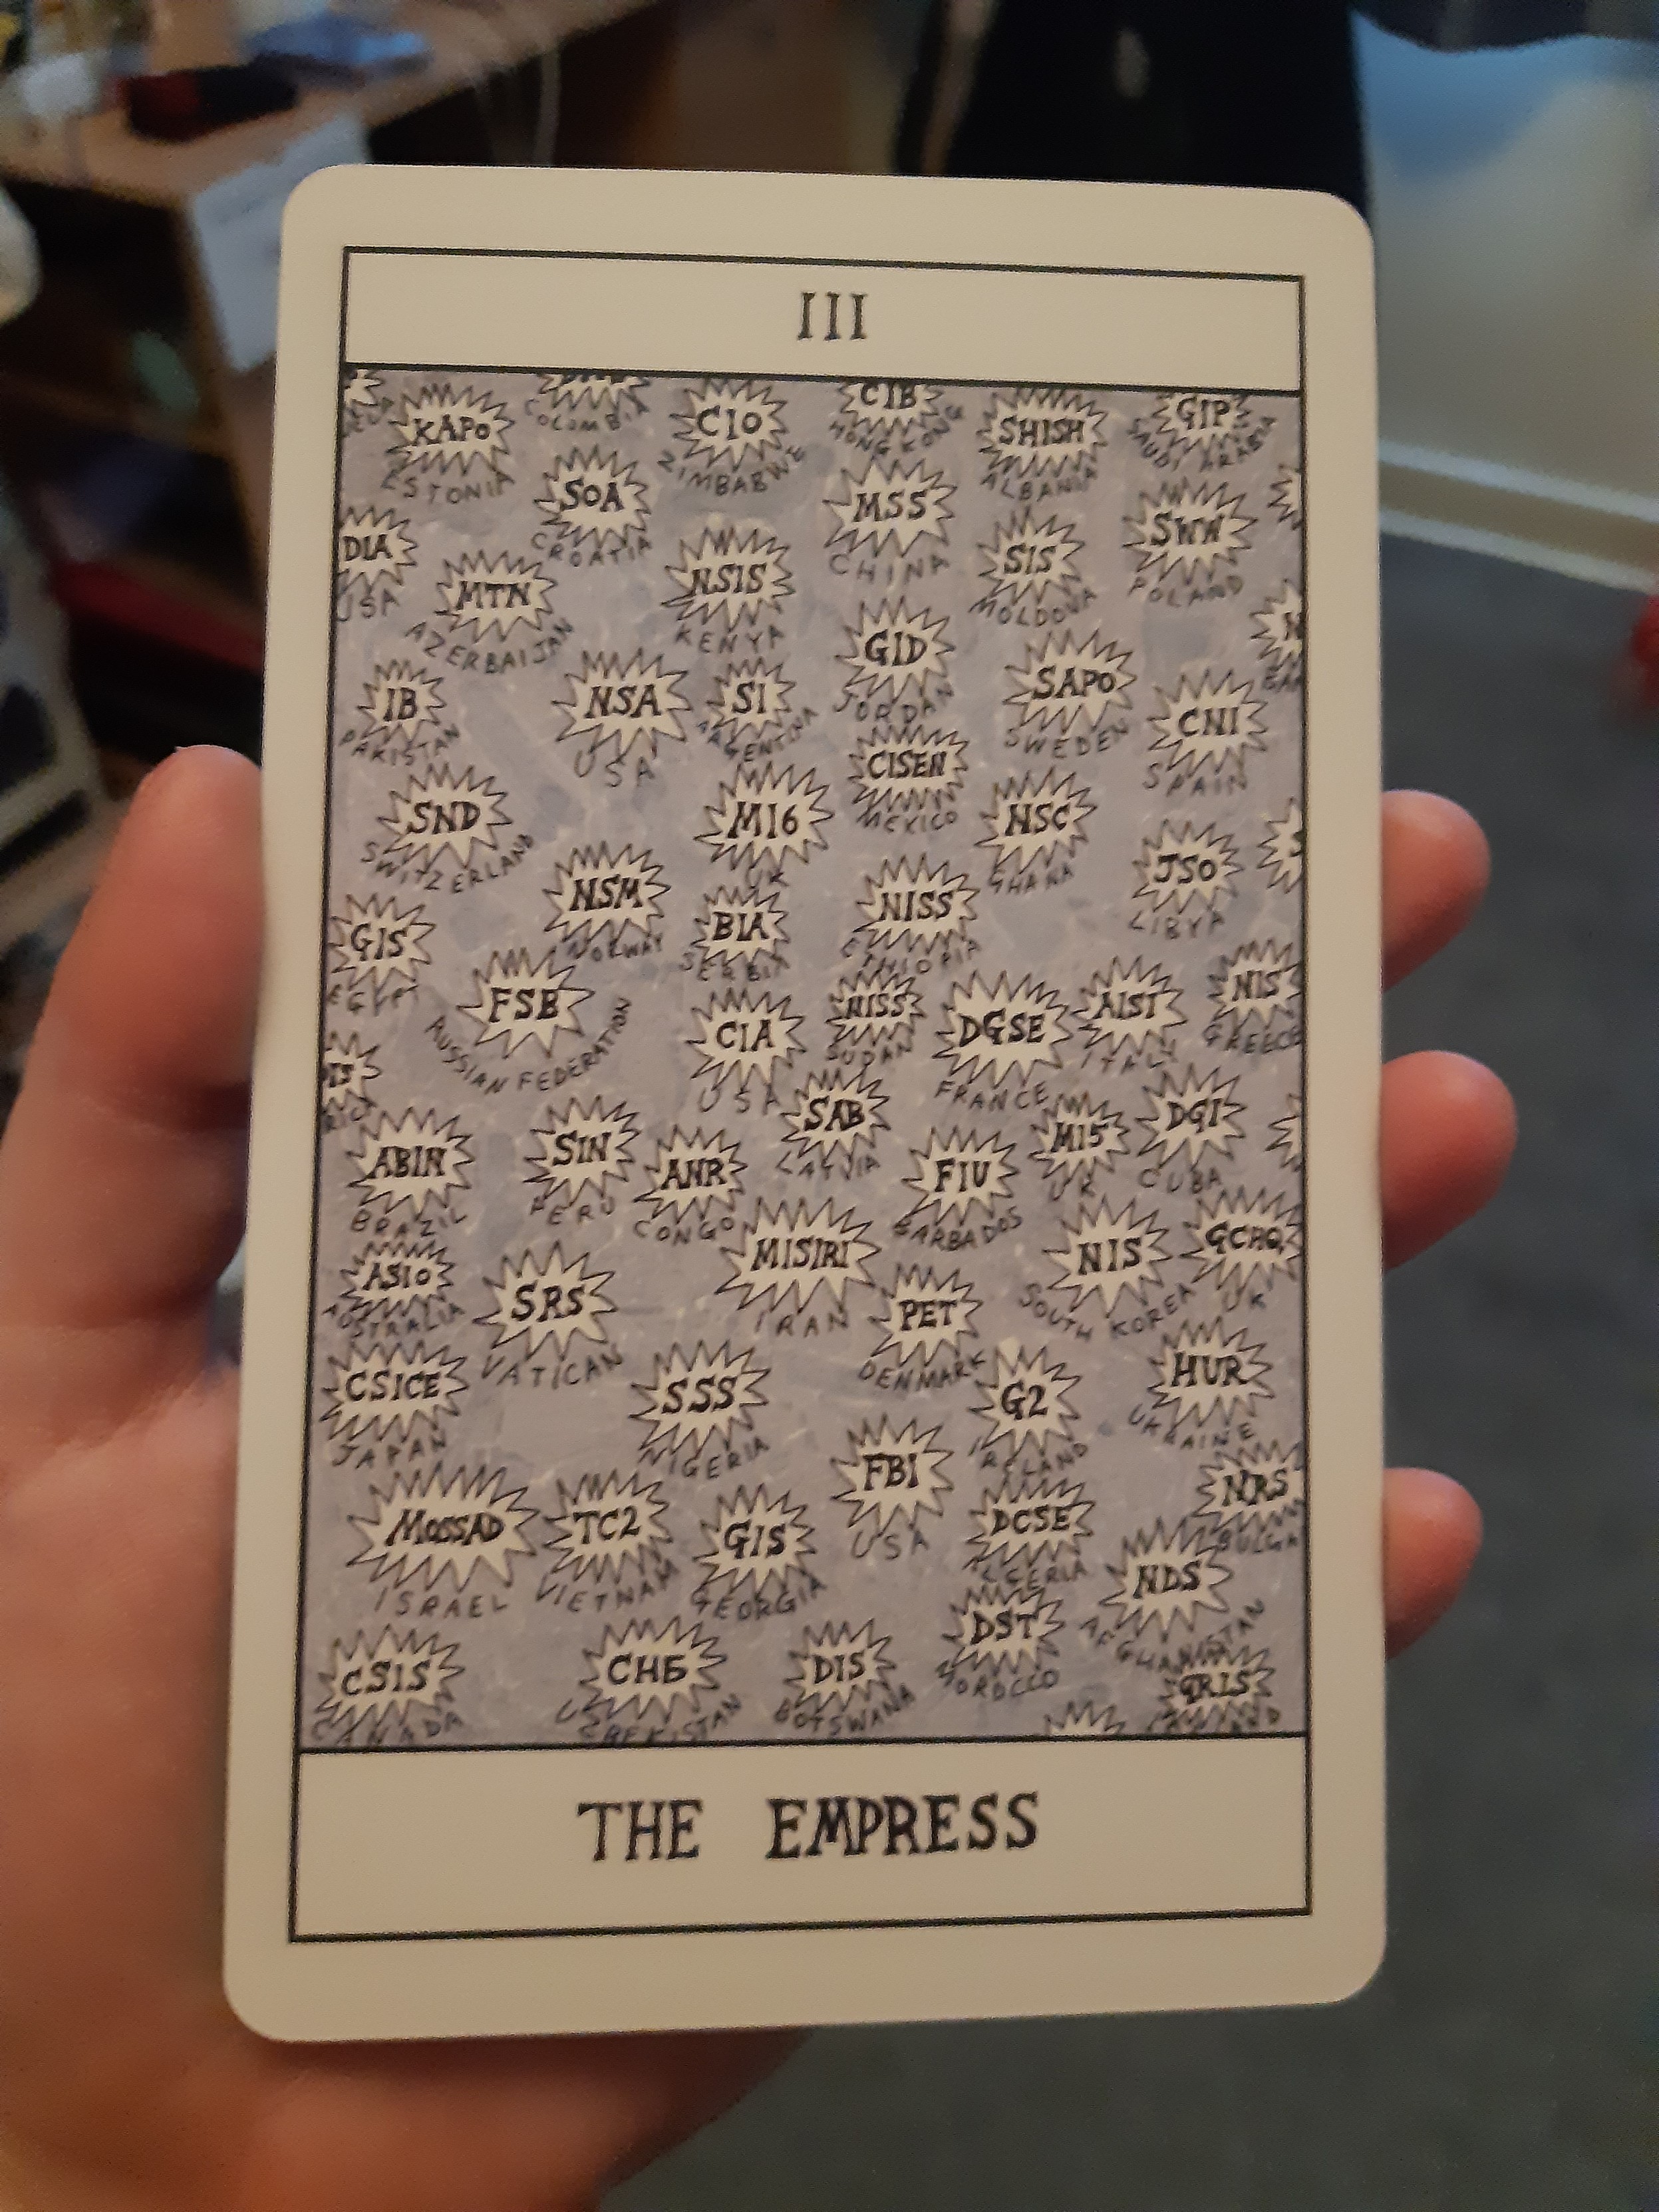 III
KAPO
ESTONIA
COLOMBIA
CIO
ZIMBABWE
CIB
HONG KONG
SHISH
ALBANIA
GIP
SAUDI ARABIA
SOA
CROATIA
MSS
CHINA
SWW
POLAND
DIA
USA
MTN
AZERBAIJAN
NSIS
KENYA
SIS
MOLDOVA
GID
JORDAN
IB
PAKISTAN
NSA
USA
SI
ARGENTINA
SAPO
SWEDEN
CNI
SPAIN
CISEN
MEXICO
SND
SWITZERLAND
MI6
UK
NSC
GHANA
JSO
LIBYA
NSM
NORWAY
BIA
SERBIA
NISS
ETHIOPIA
GIS
EGYPT
FSB
RUSSIAN FEDERATION
CIA
USA
NISS
SUDAN
DGSE
FRANCE
AISI
ITALY
NIS
GREECE
ABIN
BRAZIL
SIN
PERU
ANR
CONGO
SAB
LATVIA
FIU
BARBADOS
MI5
UK
DGI
CUBA
ASIO
AUSTRALIA
SRS
VATICAN
MISIRI
IRAN
PET
DENMARK
NIS
SOUTH KOREA
GCHQ
UK
CSICE
JAPAN
SSS
NIGERIA
G2
IRELAND
HUR
UKRAINE
FBI
USA
MOSSAD
ISRAEL
TC2
VIETNAM
GIS
GEORGIA
DCSE
ALGERIA
NRS
BULGA
NDS
AFGHANISTAN
CSIS
CANADA
CHБ
UZBEKISTAN
DIS
BOTSWANA
DST
MOROCCO
GRLS
THE EMPRESS